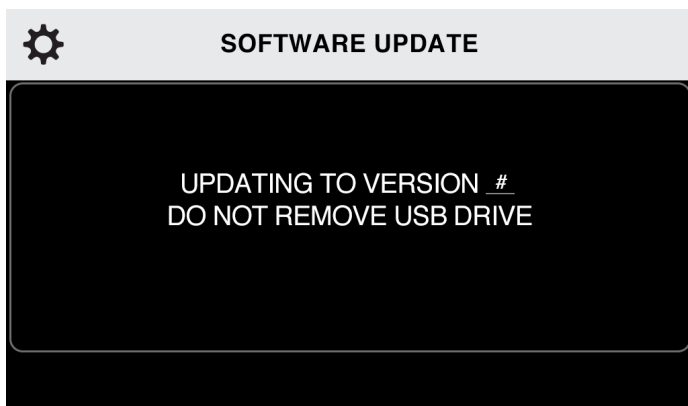 SOFTWARE UPDATE
UPDATING TO VERSION #
DO NOT REMOVE USB DRIVE